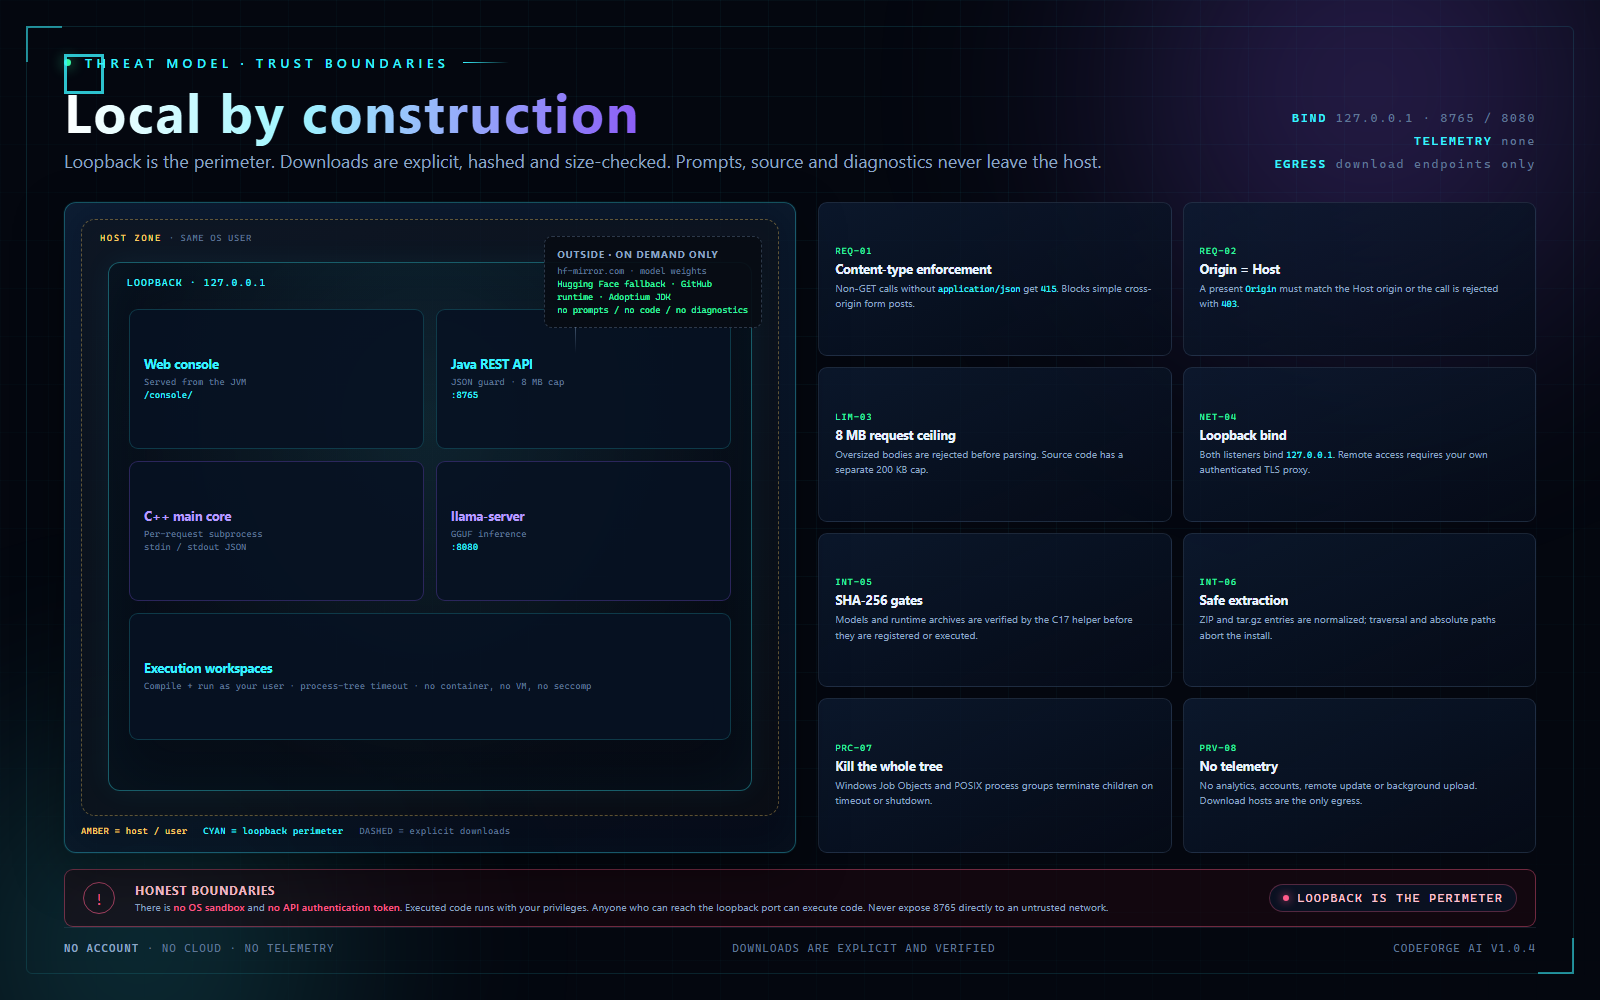 THREAT MODEL · TRUST BOUNDARIES
Local by construction
Loopback is the perimeter. Downloads are explicit, hashed and size-checked. Prompts, source and diagnostics never leave the host.
BIND 127.0.0.1 · 8765 / 8080
TELEMETRY none
EGRESS download endpoints only
HOST ZONE · SAME OS USER
OUTSIDE · ON DEMAND ONLY
hf-mirror.com · model weights
Hugging Face fallback · GitHub
runtime · Adoptium JDK
no prompts / no code / no diagnostics
LOOPBACK · 127.0.0.1
Web console
Served from the JVM
/console/
Java REST API
JSON guard · 8 MB cap
:8765
C++ main core
Per-request subprocess
stdin / stdout JSON
llama-server
GGUF inference
:8080
Execution workspaces
Compile + run as your user · process-tree timeout · no container, no VM, no seccomp
AMBER = host / user CYAN = loopback perimeter DASHED = explicit downloads
REQ-01
Content-type enforcement
Non-GET calls without application/json get 415. Blocks simple cross-
origin form posts.
REQ-02
Origin = Host
A present Origin must match the Host origin or the call is rejected
with 403.
LIM-03
8 MB request ceiling
Oversized bodies are rejected before parsing. Source code has a
separate 200 KB cap.
NET-04
Loopback bind
Both listeners bind 127.0.0.1. Remote access requires your own
authenticated TLS proxy.
INT-05
SHA-256 gates
Models and runtime archives are verified by the C17 helper before
they are registered or executed.
INT-06
Safe extraction
ZIP and tar.gz entries are normalized; traversal and absolute paths
abort the install.
PRC-07
Kill the whole tree
Windows Job Objects and POSIX process groups terminate children on
timeout or shutdown.
PRV-08
No telemetry
No analytics, accounts, remote update or background upload.
Download hosts are the only egress.
!
HONEST BOUNDARIES
There is no OS sandbox and no API authentication token. Executed code runs with your privileges. Anyone who can reach the loopback port can execute code. Never expose 8765 directly to an untrusted network.
LOOPBACK IS THE PERIMETER
NO ACCOUNT · NO CLOUD · NO TELEMETRY
DOWNLOADS ARE EXPLICIT AND VERIFIED
CODEFORGE AI V1.0.4